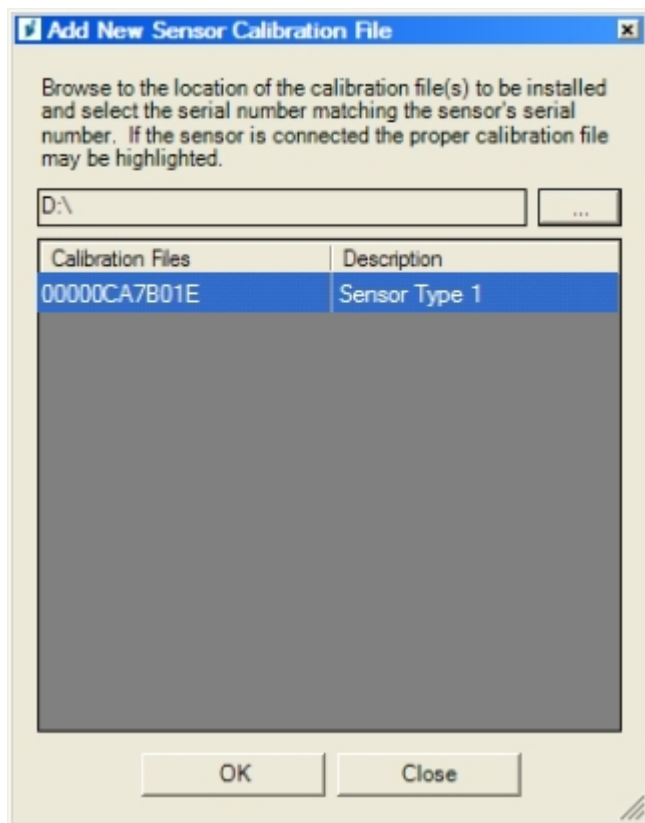 Add New Sensor Calibration File
Browse to the location of the calibration file(s) to be installed
and select the serial number matching the sensor's serial
number. If the sensor is connected the proper calibration file
may be highlighted.
D:\
...
Calibration Files Description
00000CA7B01E Sensor Type 1
OK Close